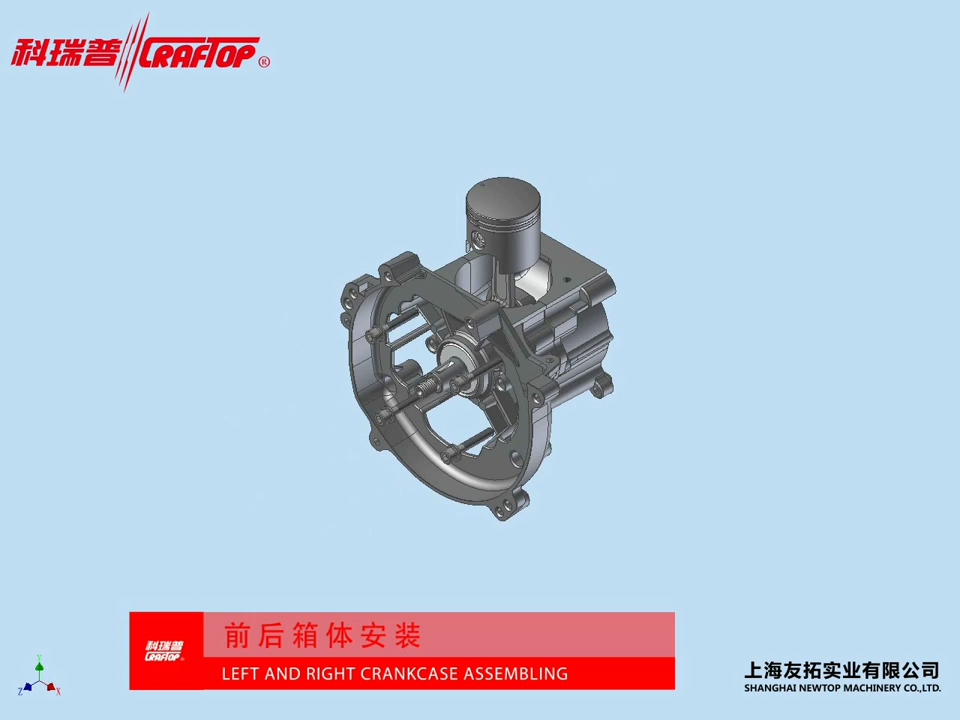 科瑞普 CRAFTOP ®
前后箱体安装
科瑞普
CRAFTOP
LEFT AND RIGHT CRANKCASE ASSEMBLING
Y
Z X
上海友拓实业有限公司
SHANGHAI NEWTOP MACHINERY CO.,LTD.